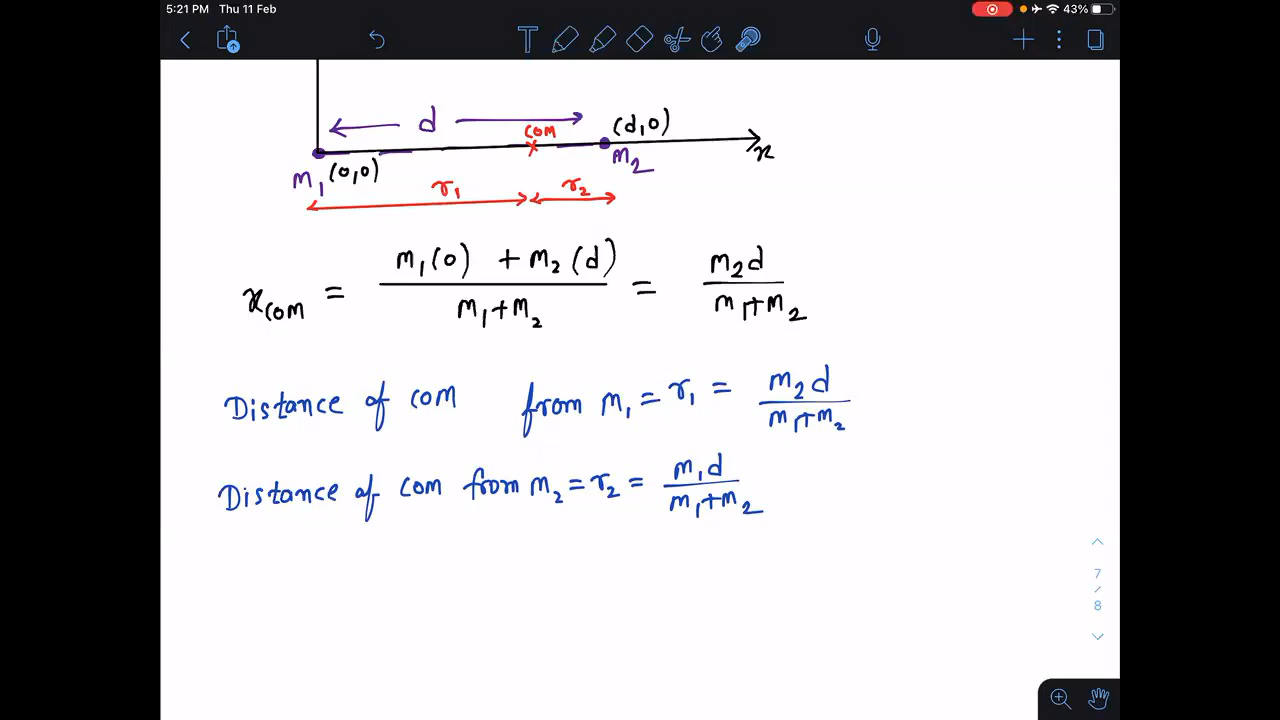 5:21 PM Thu 11 Feb 43%
T
d
com
(d,0)
m₁ (0,0)
m₂
x
r₁ r₂
x_com = (m₁(0) + m₂(d))/(m₁+m₂) = m₂d/(m₁+m₂)
Distance of com from m₁ = r₁ = m₂d/(m₁+m₂)
Distance of com from m₂ = r₂ = m₁d/(m₁+m₂)
7
/
8